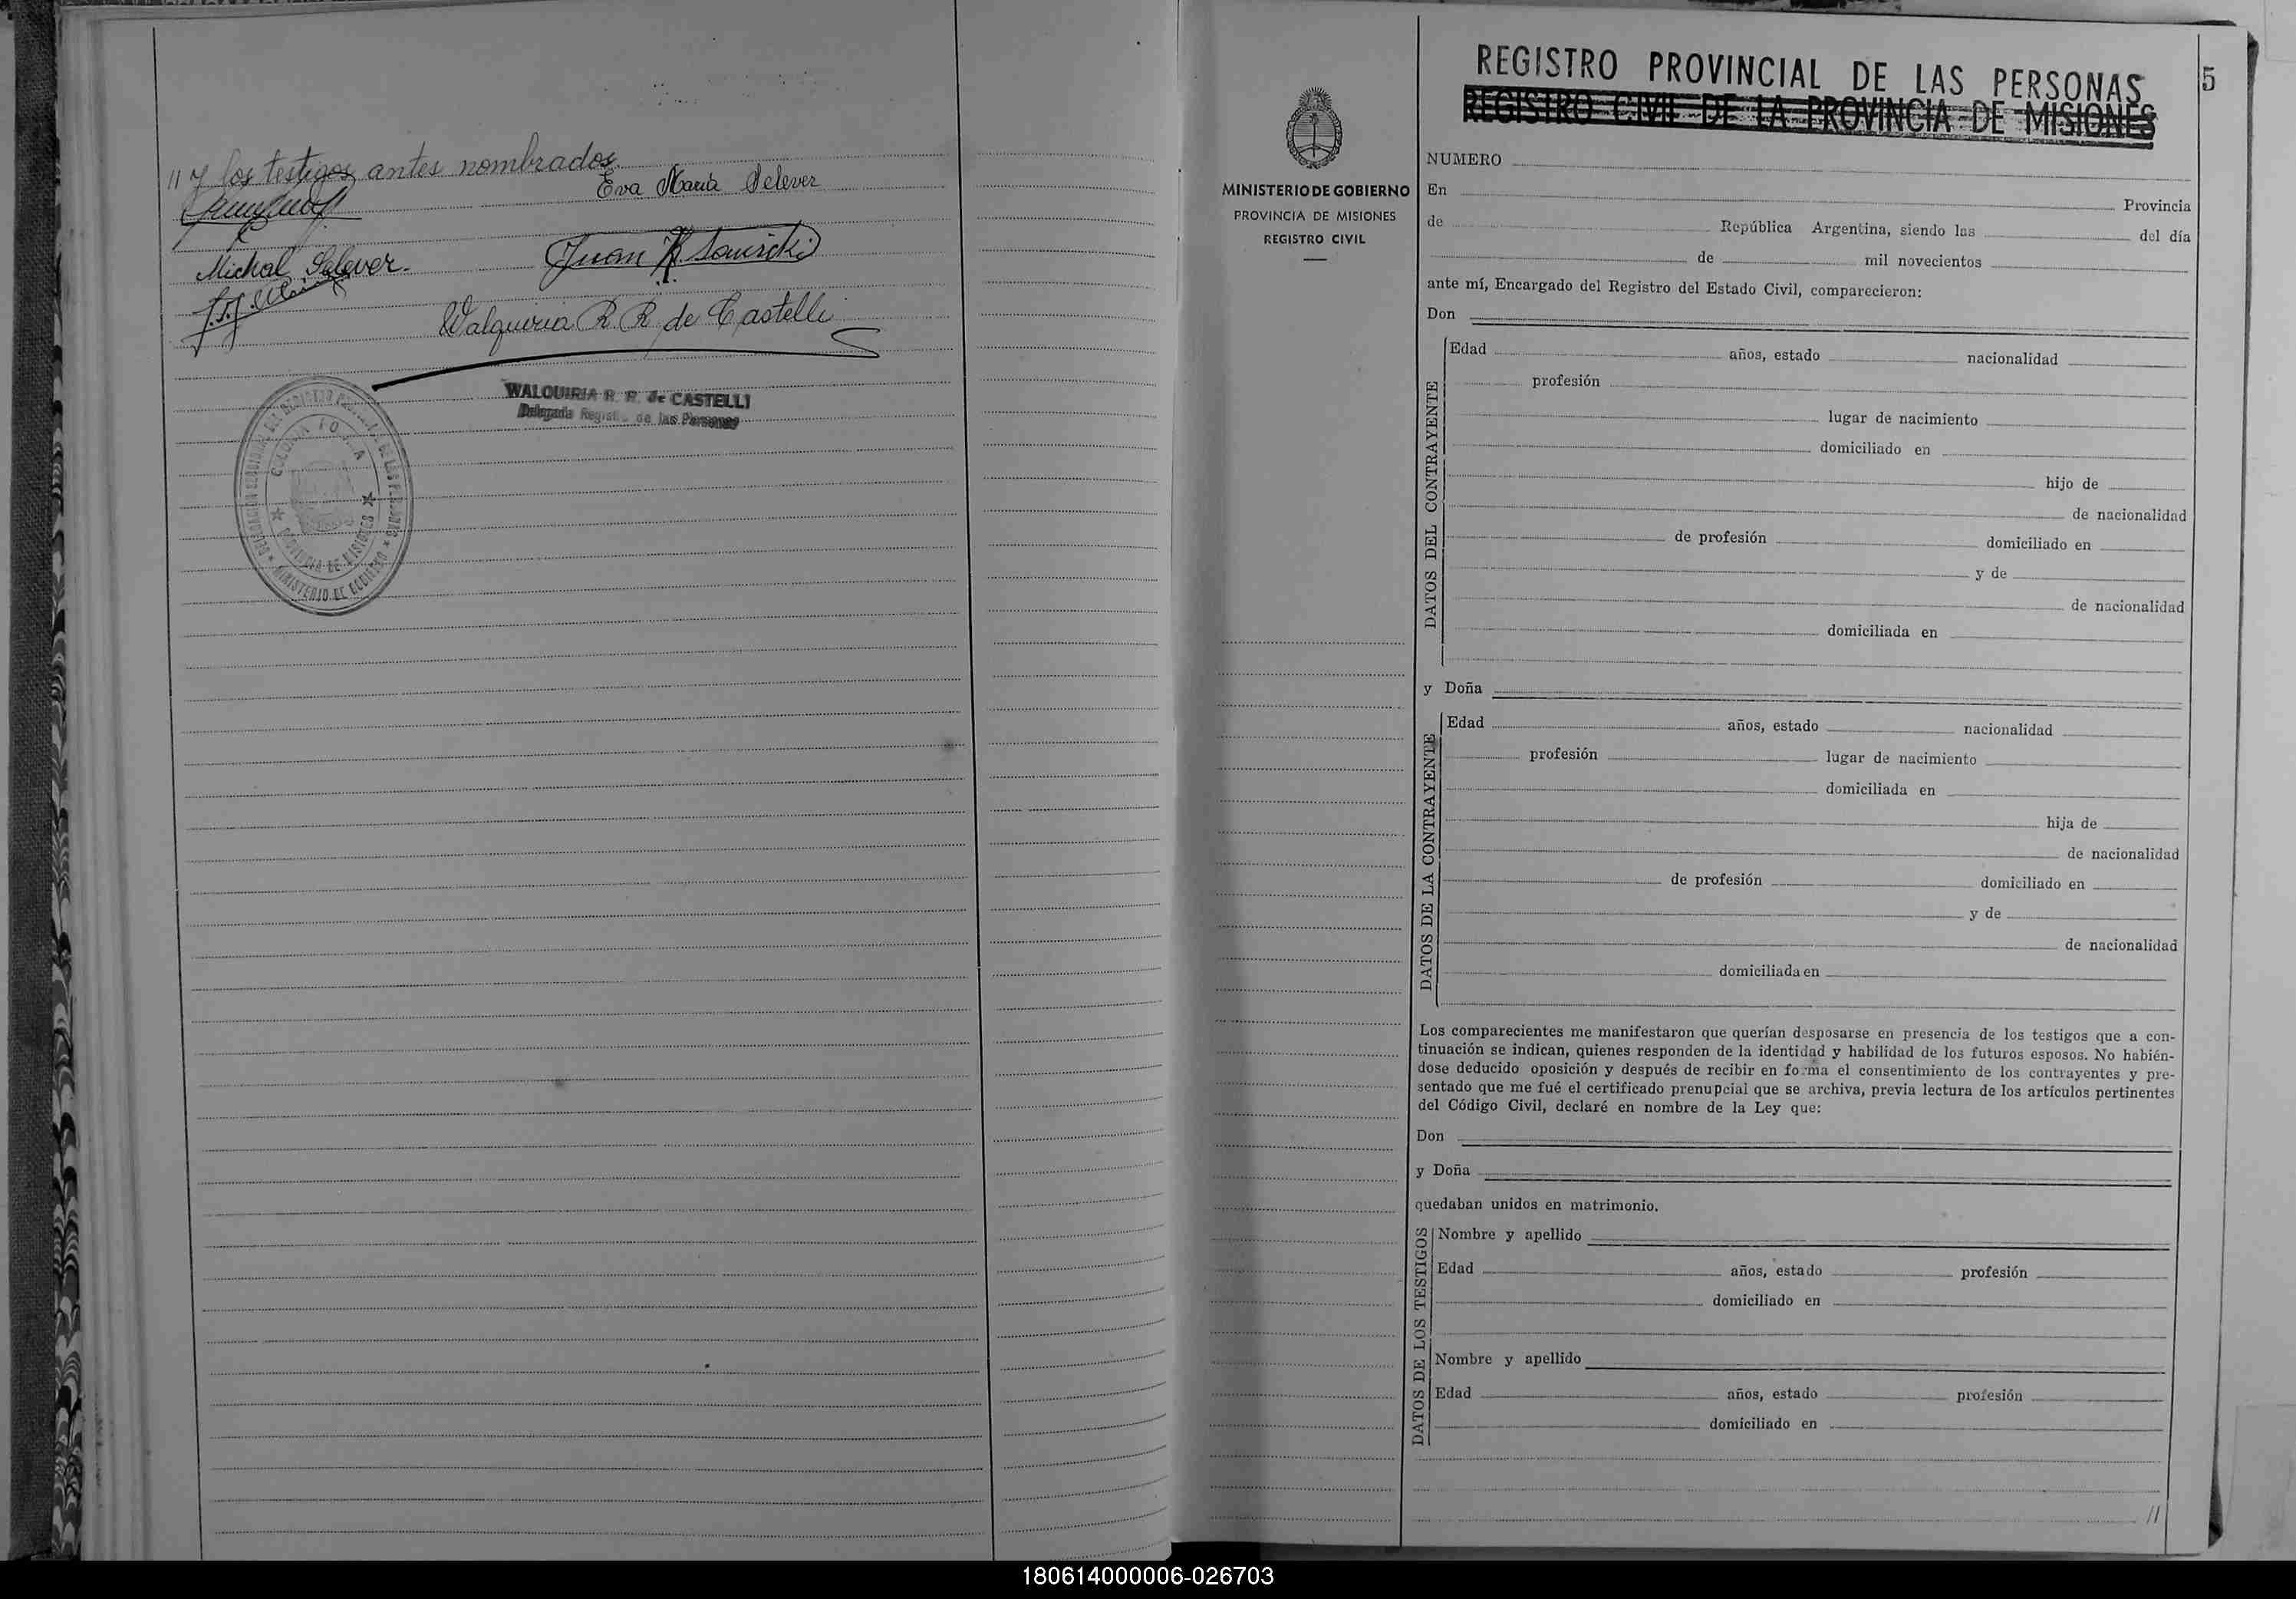 // y los testigos antes nombrados.
Eva María Selever
Michal Selever.
Walquiria R. R. de Castelli
WALQUIRIA R. R. de CASTELLI
Delegada Regist. de las Personas
COLONIA
PROVINCIA DE MISIONES
MINISTERIO DE GOBIERNO
5
REGISTRO PROVINCIAL DE LAS PERSONAS
REGISTRO CIVIL DE LA PROVINCIA DE MISIONES
MINISTERIO DE GOBIERNO
PROVINCIA DE MISIONES
REGISTRO CIVIL
NUMERO
En Provincia
de República Argentina, siendo las del día
de mil novecientos
ante mí, Encargado del Registro del Estado Civil, comparecieron:
Don
DATOS DEL CONTRAYENTE
Edad años, estado nacionalidad
profesión
lugar de nacimiento
domiciliado en
hijo de
de nacionalidad
de profesión domiciliado en
y de
de nacionalidad
domiciliada en
y Doña
DATOS DE LA CONTRAYENTE
Edad años, estado nacionalidad
profesión lugar de nacimiento
domiciliada en
hija de
de nacionalidad
de profesión domiciliado en
y de
de nacionalidad
domiciliada en
Los comparecientes me manifestaron que querían desposarse en presencia de los testigos que a con-
tinuación se indican, quienes responden de la identidad y habilidad de los futuros esposos. No habién-
dose deducido oposición y después de recibir en forma el consentimiento de los contrayentes y pre-
sentado que me fué el certificado prenupcial que se archiva, previa lectura de los artículos pertinentes
del Código Civil, declaré en nombre de la Ley que:
Don
y Doña
quedaban unidos en matrimonio.
DATOS DE LOS TESTIGOS
Nombre y apellido
Edad años, estado profesión
domiciliado en
Nombre y apellido
Edad años, estado profesión
domiciliado en
//
180614000006-026703